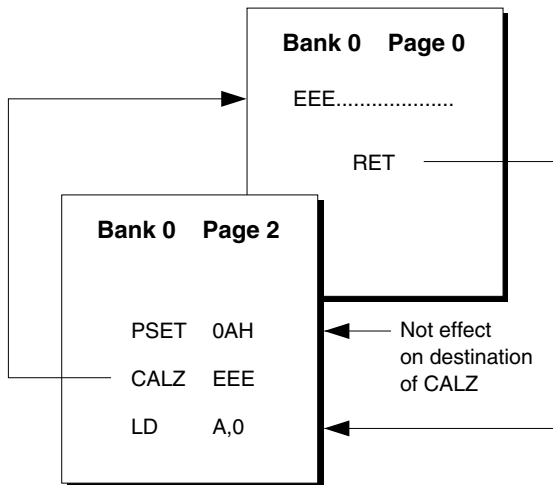 Bank 0 Page 0
EEE....................
RET
Bank 0 Page 2
PSET 0AH
CALZ EEE
LD A,0
Not effect
on destination
of CALZ